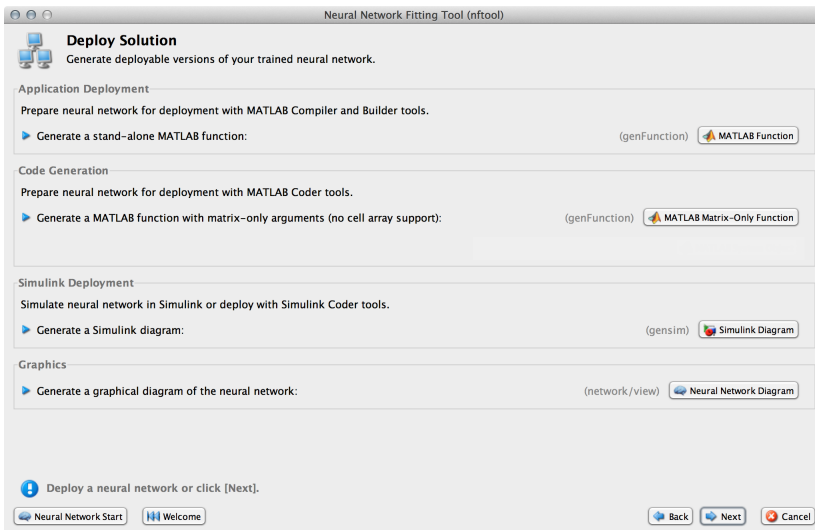 Neural Network Fitting Tool (nftool)
Deploy Solution
Generate deployable versions of your trained neural network.
Application Deployment
Prepare neural network for deployment with MATLAB Compiler and Builder tools.
Generate a stand-alone MATLAB function: (genFunction) MATLAB Function
Code Generation
Prepare neural network for deployment with MATLAB Coder tools.
Generate a MATLAB function with matrix-only arguments (no cell array support): (genFunction) MATLAB Matrix-Only Function
Simulink Deployment
Simulate neural network in Simulink or deploy with Simulink Coder tools.
Generate a Simulink diagram: (gensim) Simulink Diagram
Graphics
Generate a graphical diagram of the neural network: (network/view) Neural Network Diagram
Deploy a neural network or click [Next].
Neural Network Start Welcome Back Next Cancel